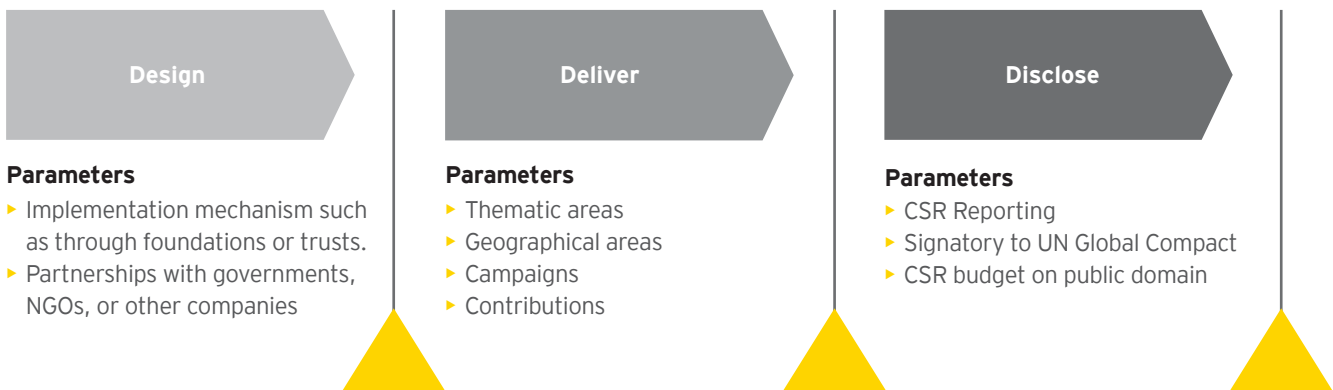 Design
Parameters
▸ Implementation mechanism such
as through foundations or trusts.
▸ Partnerships with governments,
NGOs, or other companies
Deliver
Parameters
▸ Thematic areas
▸ Geographical areas
▸ Campaigns
▸ Contributions
Disclose
Parameters
▸ CSR Reporting
▸ Signatory to UN Global Compact
▸ CSR budget on public domain